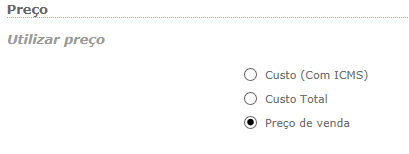 Preço
Utilizar preço
Custo (Com ICMS)
Custo Total
Preço de venda